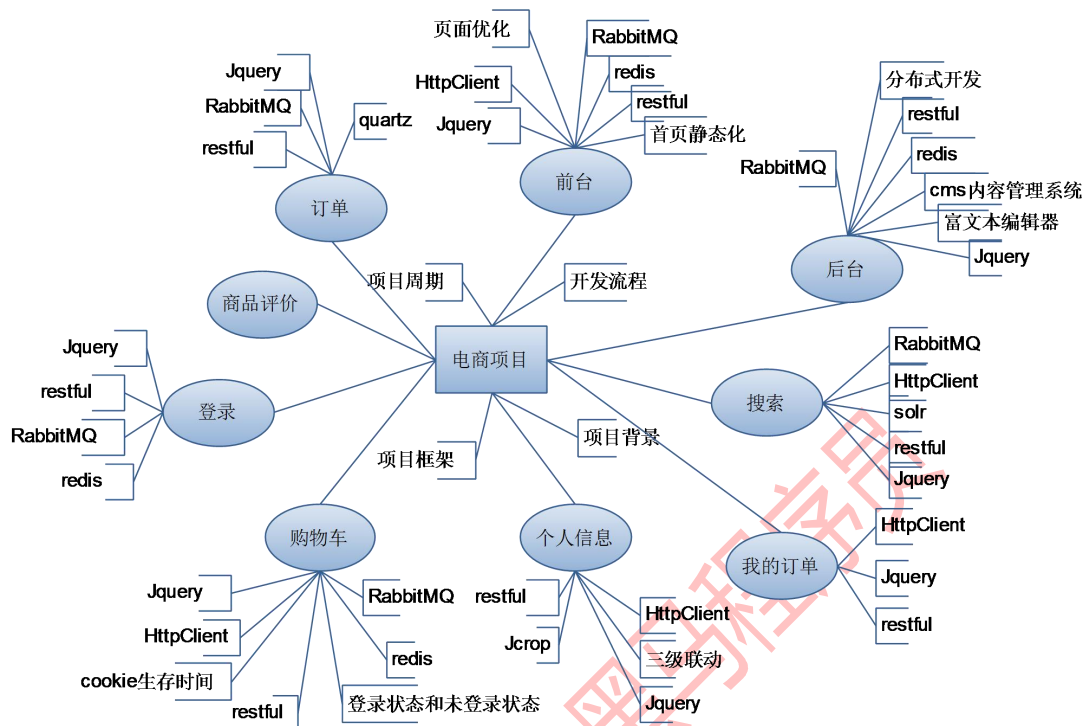 页面优化
RabbitMQ
HttpClient
redis
restful
Jquery
首页静态化
前台
Jquery
RabbitMQ
quartz
restful
订单
分布式开发
restful
RabbitMQ
redis
cms内容管理系统
富文本编辑器
Jquery
后台
项目周期
开发流程
商品评价
电商项目
Jquery
restful
RabbitMQ
redis
登录
项目框架
项目背景
RabbitMQ
HttpClient
solr
restful
Jquery
搜索
购物车
Jquery
RabbitMQ
HttpClient
redis
cookie生存时间
restful
登录状态和未登录状态
个人信息
restful
HttpClient
Jcrop
三级联动
Jquery
我的订单
HttpClient
Jquery
restful
黑马程序员